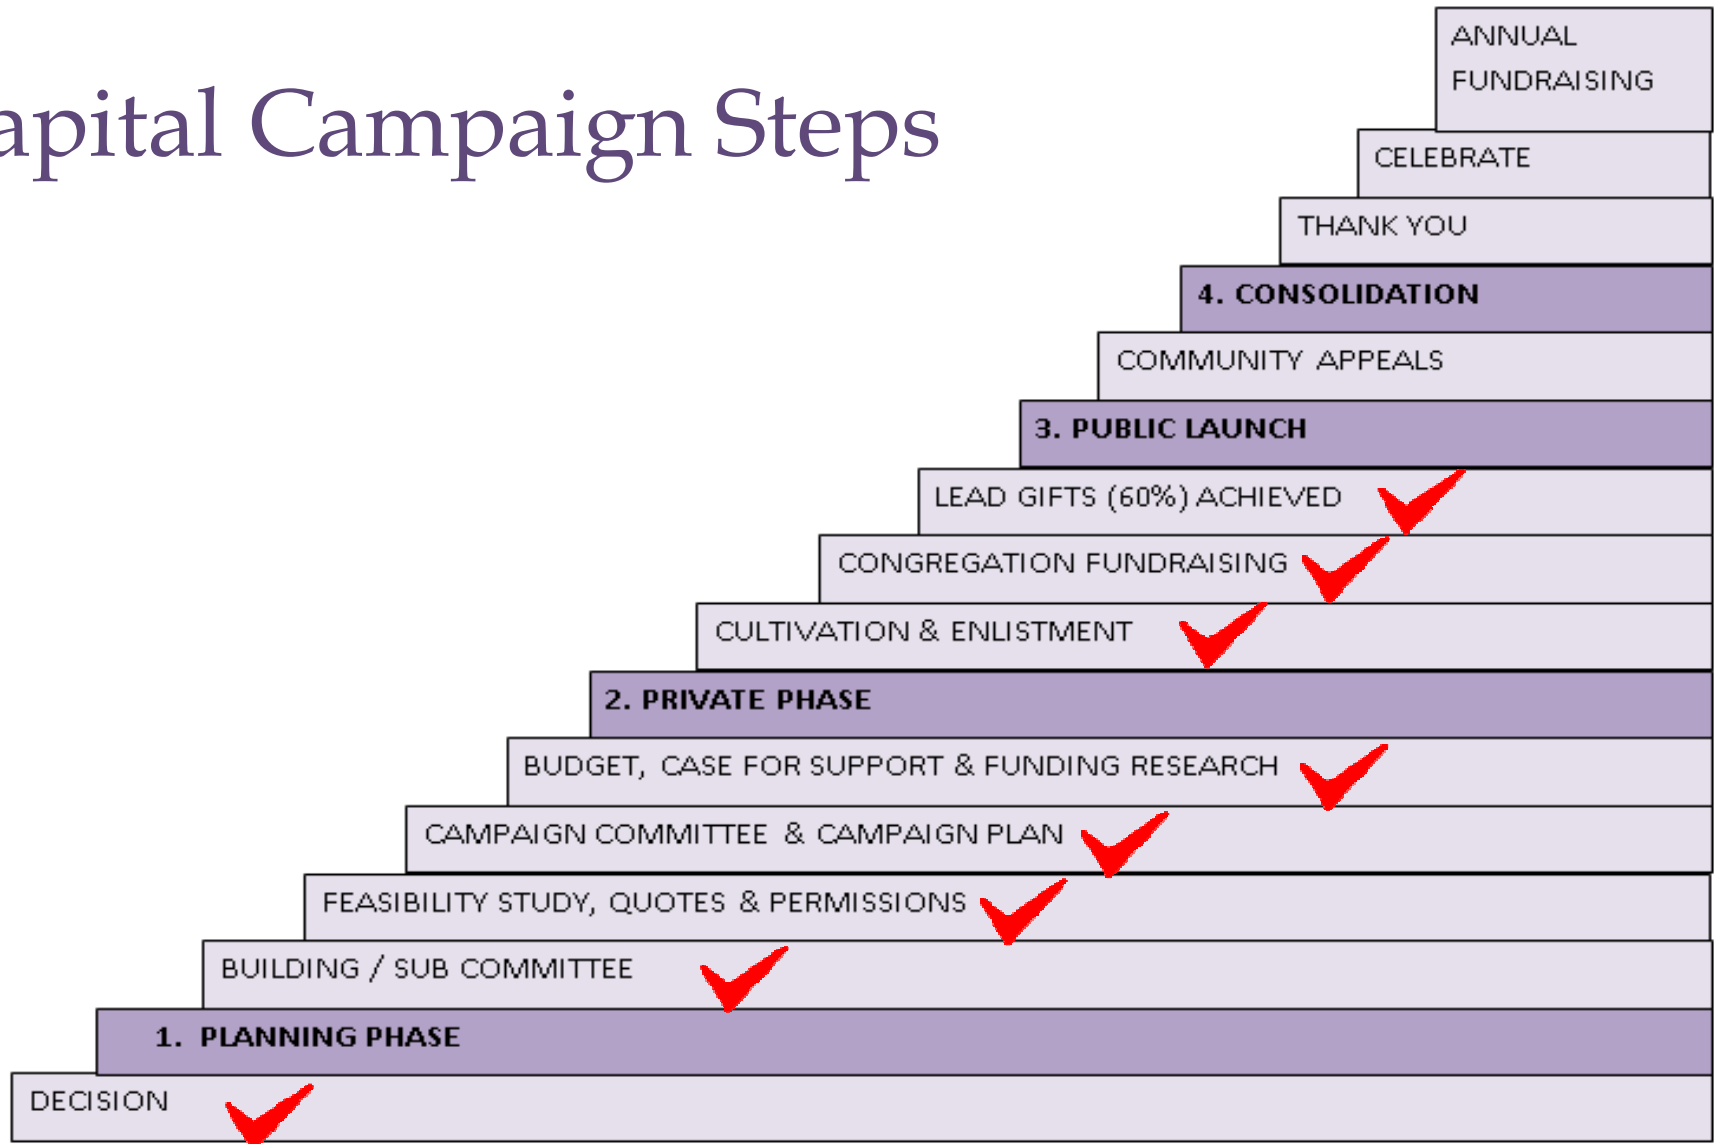 apital Campaign Steps
ANNUAL
FUNDRAISING
CELEBRATE
THANK YOU
4. CONSOLIDATION
COMMUNITY APPEALS
3. PUBLIC LAUNCH
LEAD GIFTS (60%) ACHIEVED
CONGREGATION FUNDRAISING
CULTIVATION & ENLISTMENT
2. PRIVATE PHASE
BUDGET, CASE FOR SUPPORT & FUNDING RESEARCH
CAMPAIGN COMMITTEE & CAMPAIGN PLAN
FEASIBILITY STUDY, QUOTES & PERMISSIONS
BUILDING / SUB COMMITTEE
1. PLANNING PHASE
DECISION